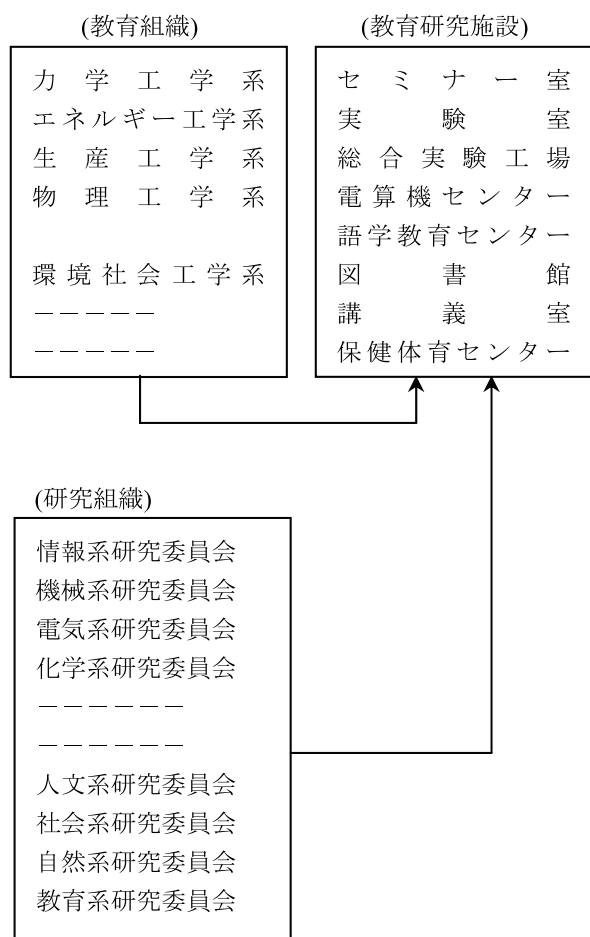 (教育組織)
力学工学系
エネルギー工学系
生産工学系
物理工学系
環境社会工学系
－－－－－
－－－－－
(教育研究施設)
セミナー室
実験室
総合実験工場
電算機センター
語学教育センター
図書館
講義室
保健体育センター
(研究組織)
情報系研究委員会
機械系研究委員会
電気系研究委員会
化学系研究委員会
－－－－－－
－－－－－－
人文系研究委員会
社会系研究委員会
自然系研究委員会
教育系研究委員会